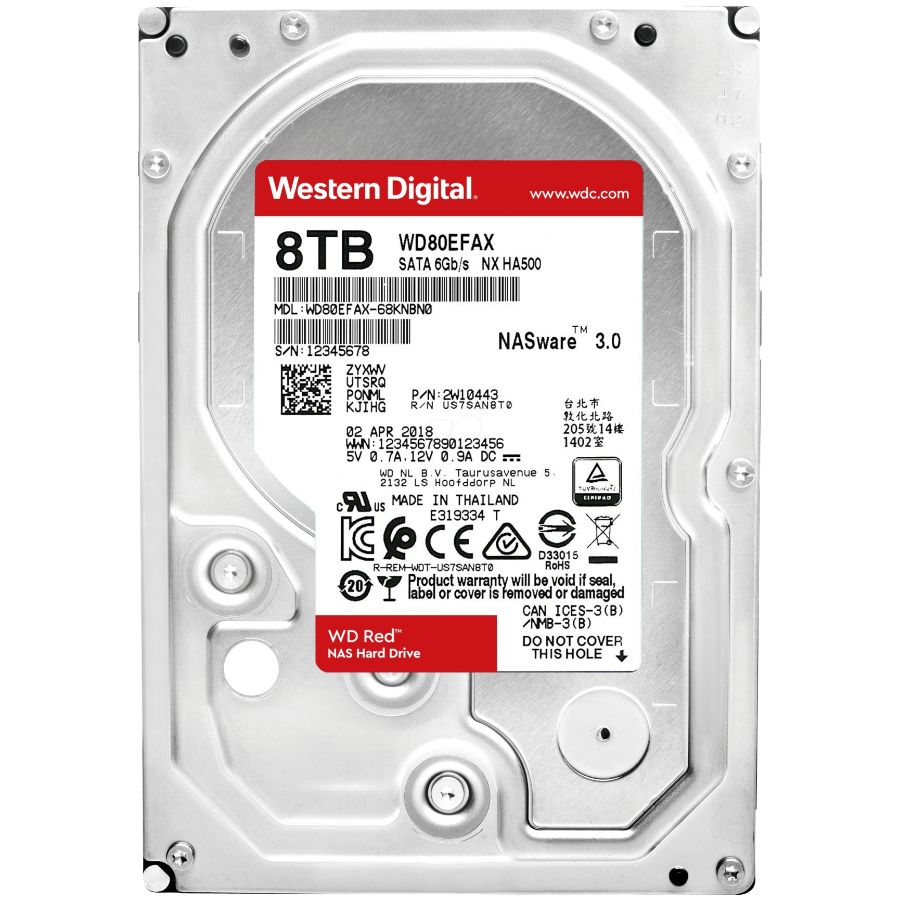 Western Digital.
www.wdc.com
8TB
WD80EFAX
SATA 6Gb/s NX HA500
MDL:WD80EFAX-68KNBN0
S/N:12345678
NASware™ 3.0
ZYXWV
UTSRQ
PONML
KJIHG
P/N:2W10443
R/N US7SAN8T0
台北市
敦化北路
205號14樓
1402室
02 APR 2018
WWN:1234567890123456
5V 0.7A,12V 0.9A DC
WD NL B.V. Taurusavenue 5.
2132 LS Hoofddorp NL
c RU us
MADE IN THAILAND
E319334 T
D33015
RoHS
R-REM-WDT-US7SAN8T0
20
Product warranty will be void if seal,
label or cover is removed or damaged
CAN ICES-3(B)
/NMB-3(B)
DO NOT COVER
THIS HOLE
WD Red™
NAS Hard Drive